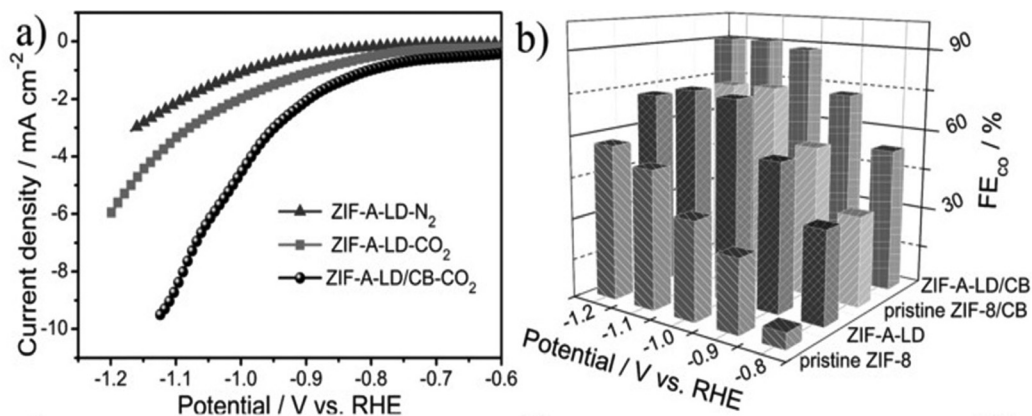 a)
0
-2
-4
-6
-8
-10
Current density / mA cm⁻²
ZIF-A-LD-N₂
ZIF-A-LD-CO₂
ZIF-A-LD/CB-CO₂
-1.2 -1.1 -1.0 -0.9 -0.8 -0.7 -0.6
Potential / V vs. RHE
b)
90
60
30
FE_CO / %
ZIF-A-LD/CB
pristine ZIF-8/CB
ZIF-A-LD
pristine ZIF-8
-1.2
-1.1
-1.0
-0.9
-0.8
Potential / V vs. RHE